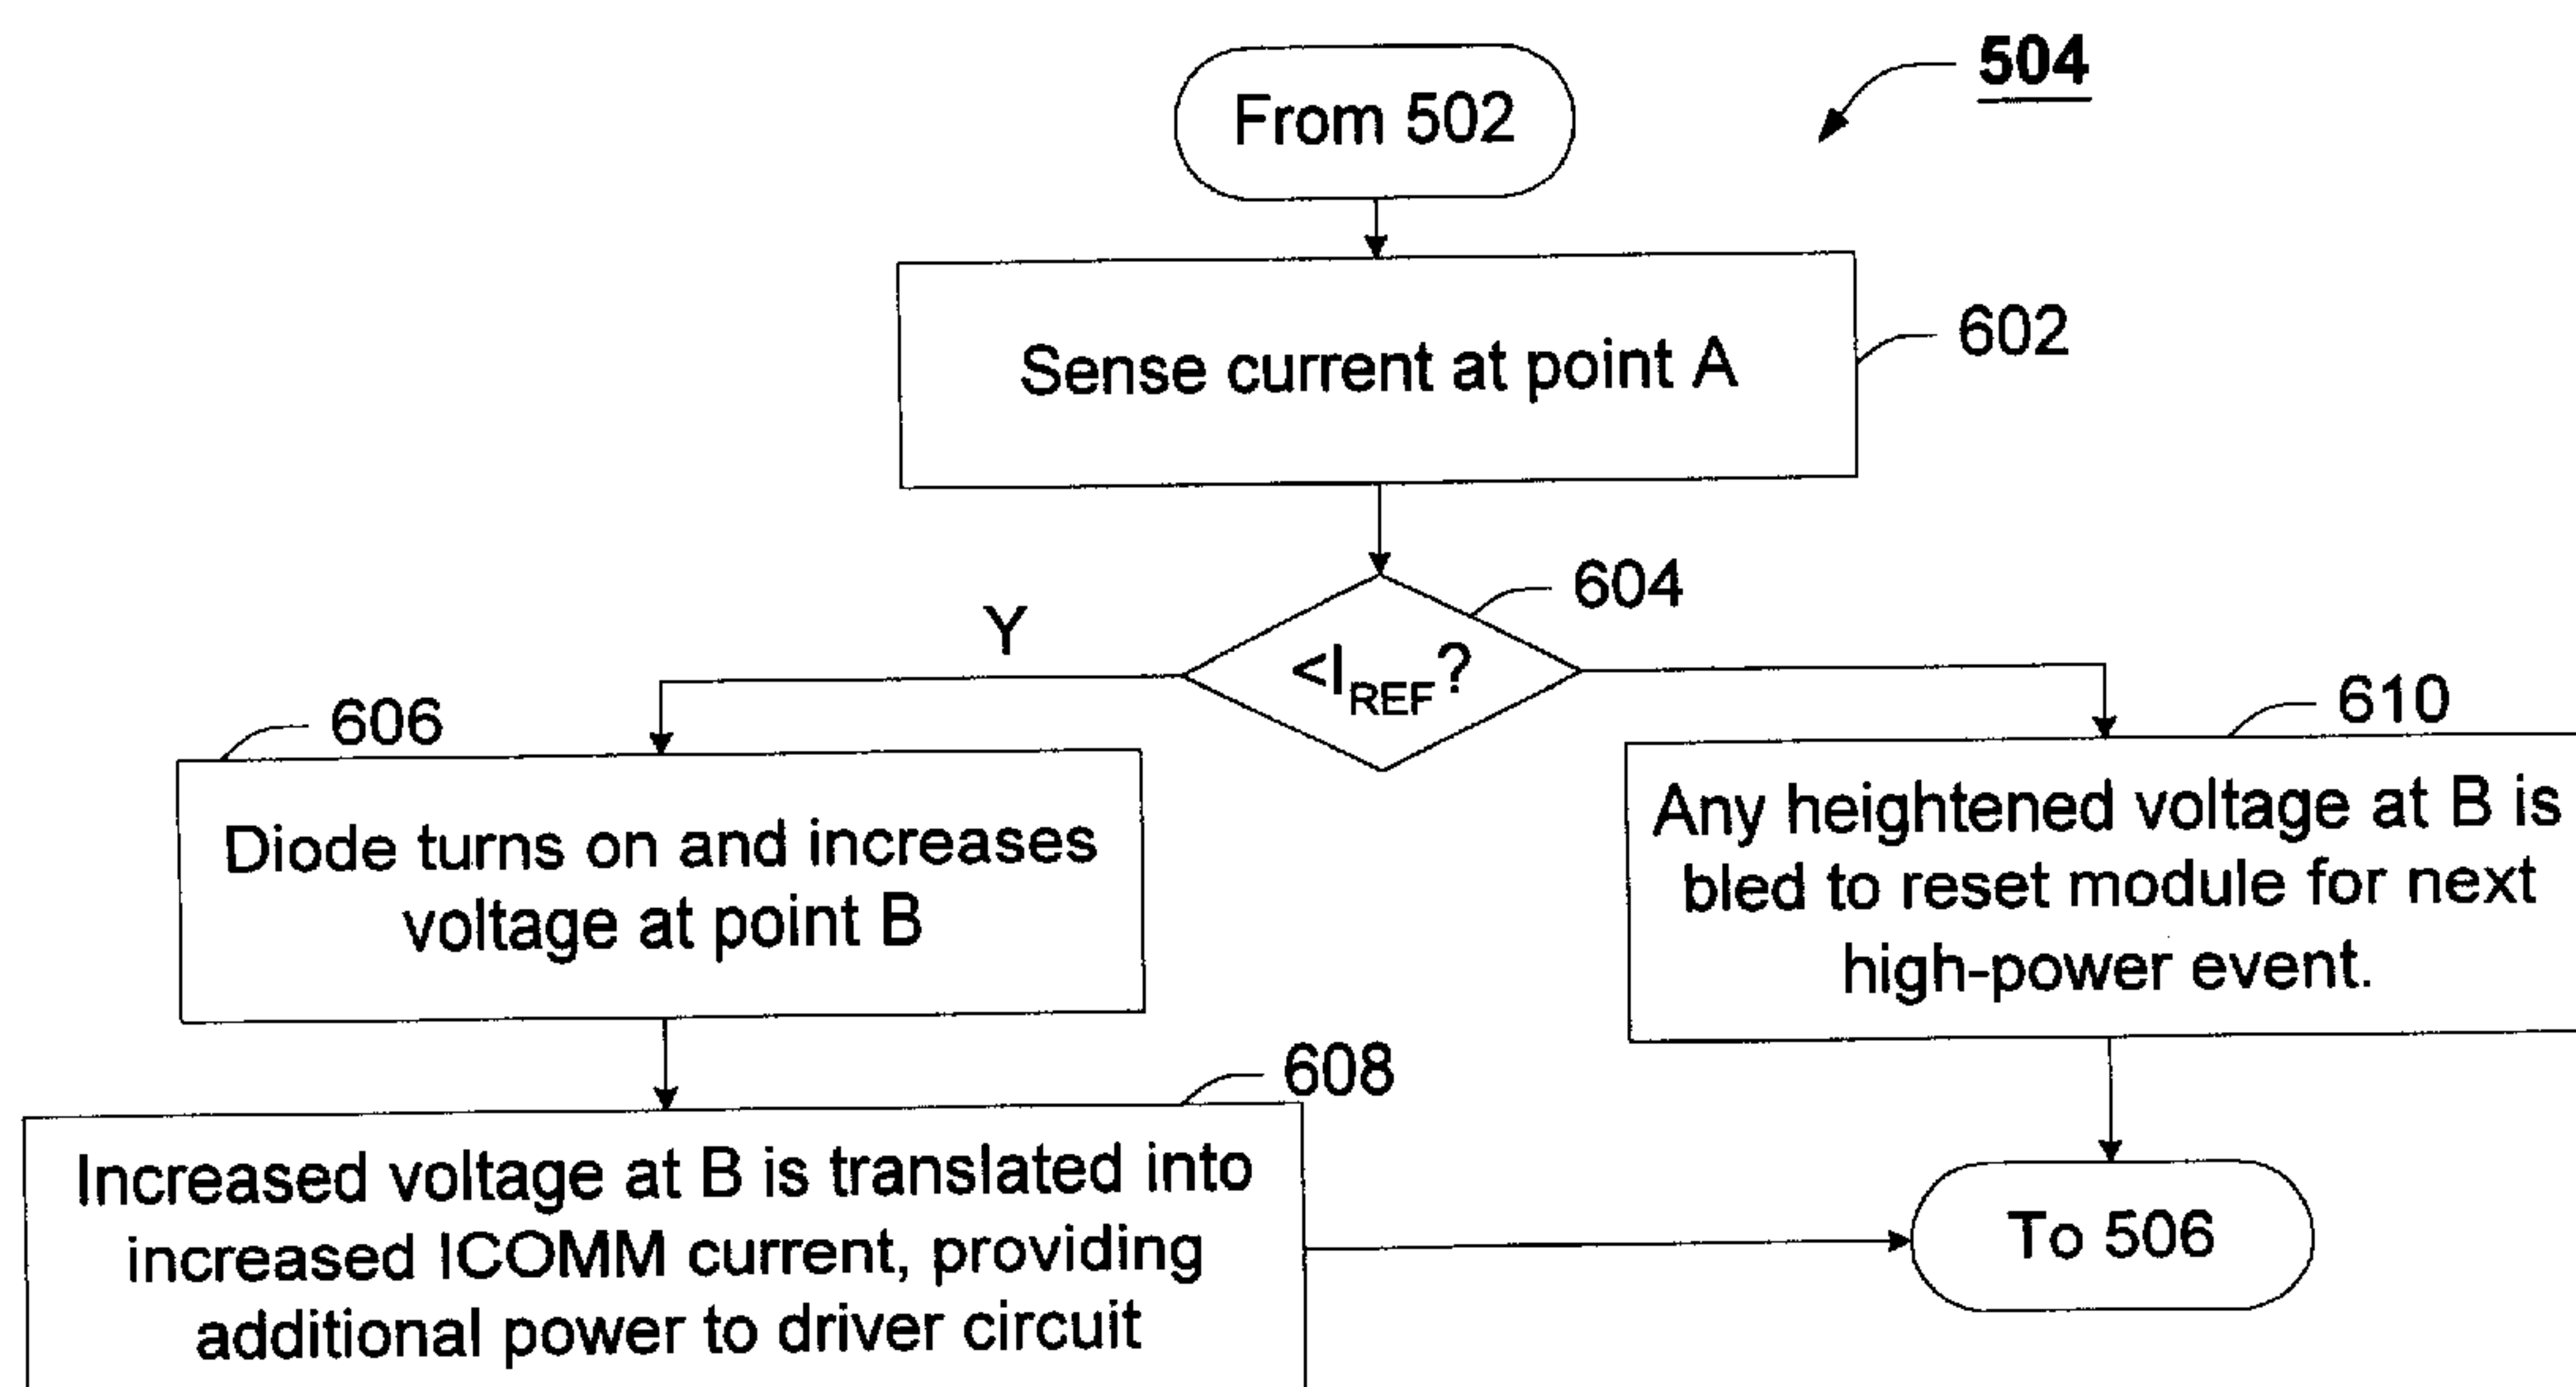 504
From 502
Sense current at point A
602
604
Y
<I_REF?
606
610
Diode turns on and increases
voltage at point B
Any heightened voltage at B is
bled to reset module for next
high-power event.
608
Increased voltage at B is translated into
increased ICOMM current, providing
additional power to driver circuit
To 506